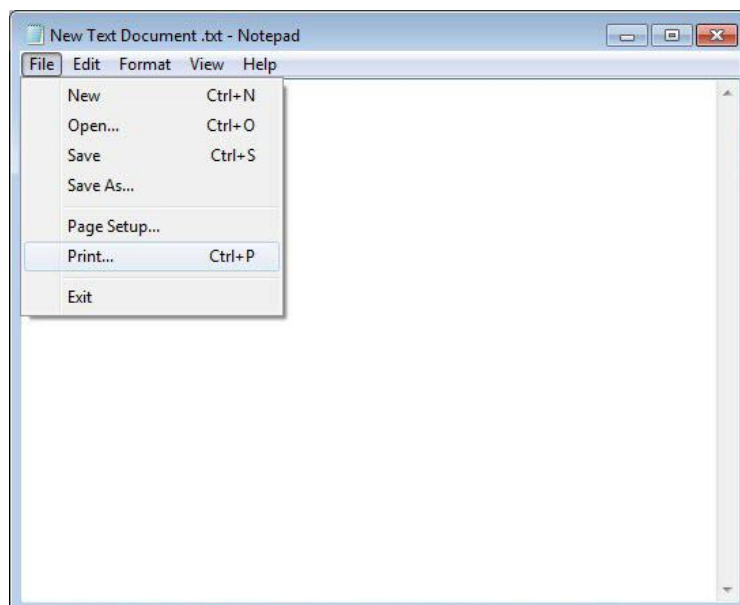 New Text Document .txt - Notepad
File Edit Format View Help
New Ctrl+N
Open... Ctrl+O
Save Ctrl+S
Save As...
Page Setup...
Print... Ctrl+P
Exit